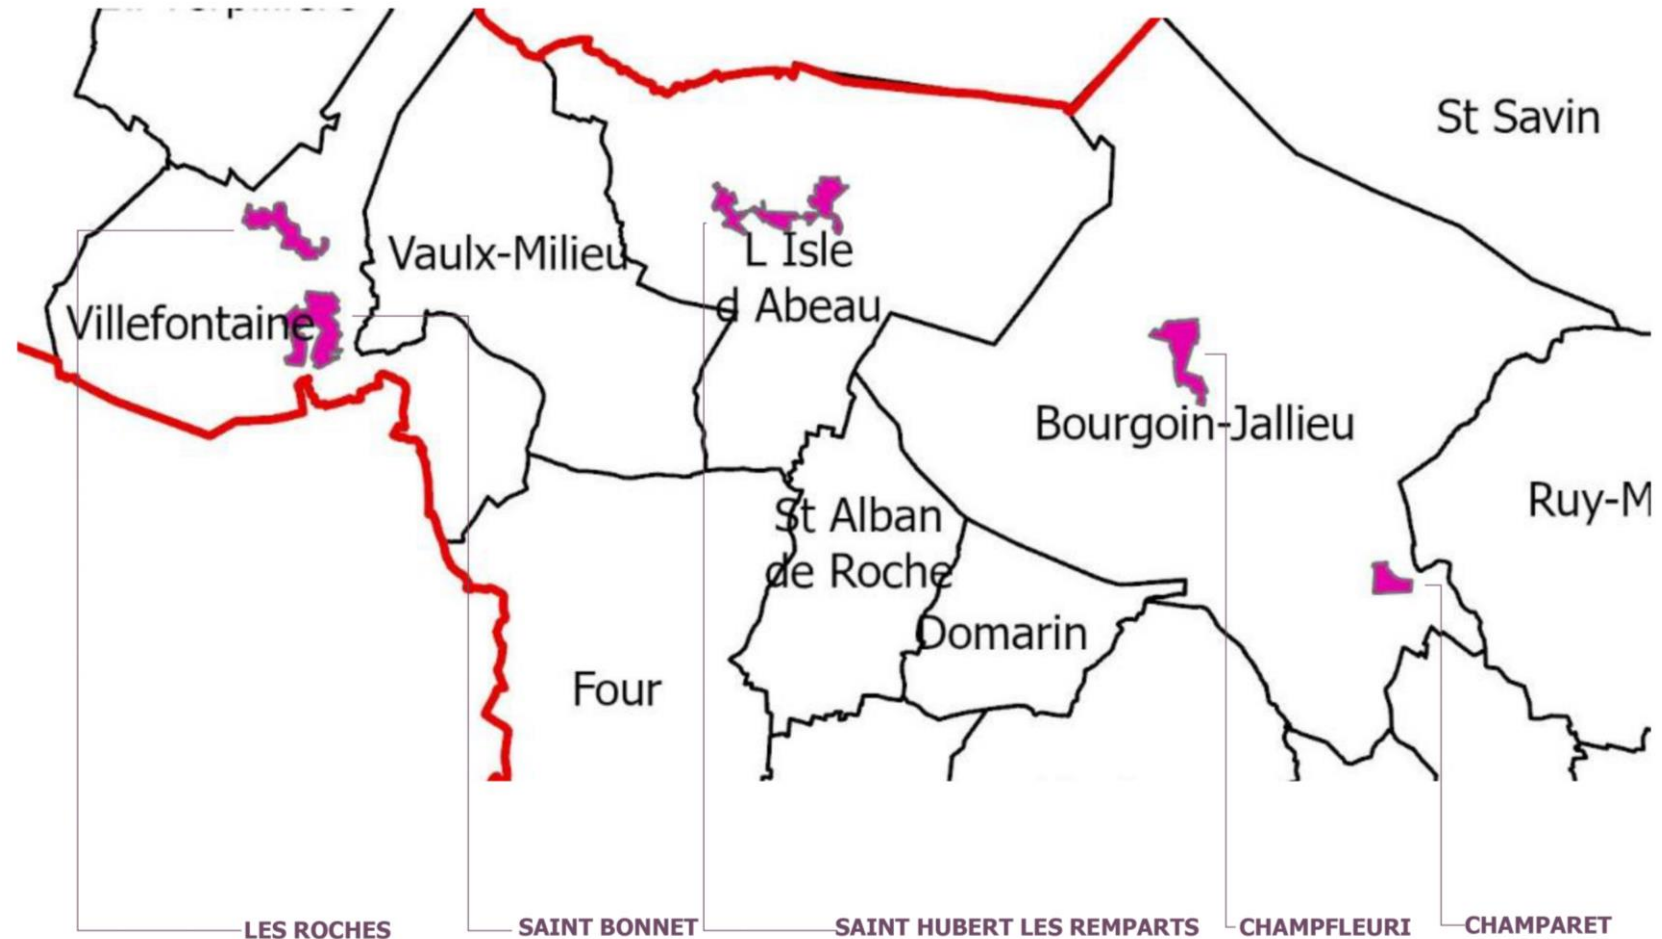 St Savin
Vaulx-Milieu
L Isle
d Abeau
Villefontaine
Bourgoin-Jallieu
Ruy-M
St Alban
de Roche
Domarin
Four
LES ROCHES
SAINT BONNET
SAINT HUBERT LES REMPARTS
CHAMPFLEURI
CHAMPARET